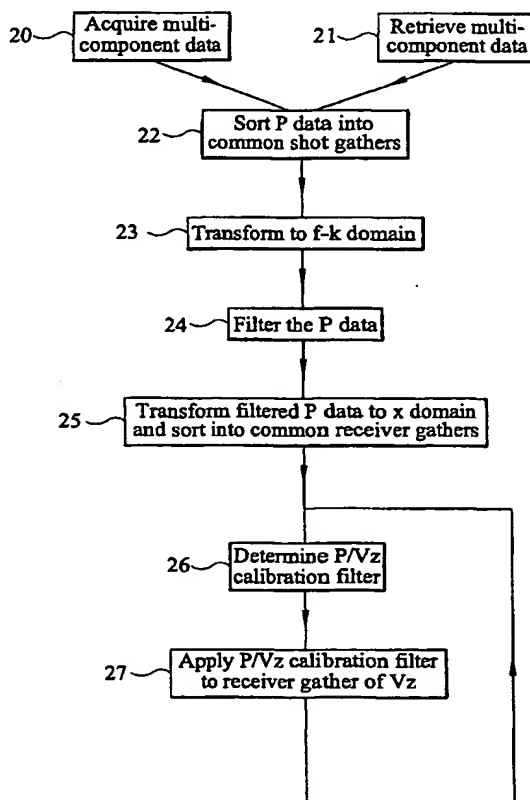 20
Acquire multi-
component data
21
Retrieve multi-
component data
22
Sort P data into
common shot gathers
23
Transform to f-k domain
24
Filter the P data
25
Transform filtered P data to x domain
and sort into common receiver gathers
26
Determine P/Vz
calibration filter
27
Apply P/Vz calibration filter
to receiver gather of Vz